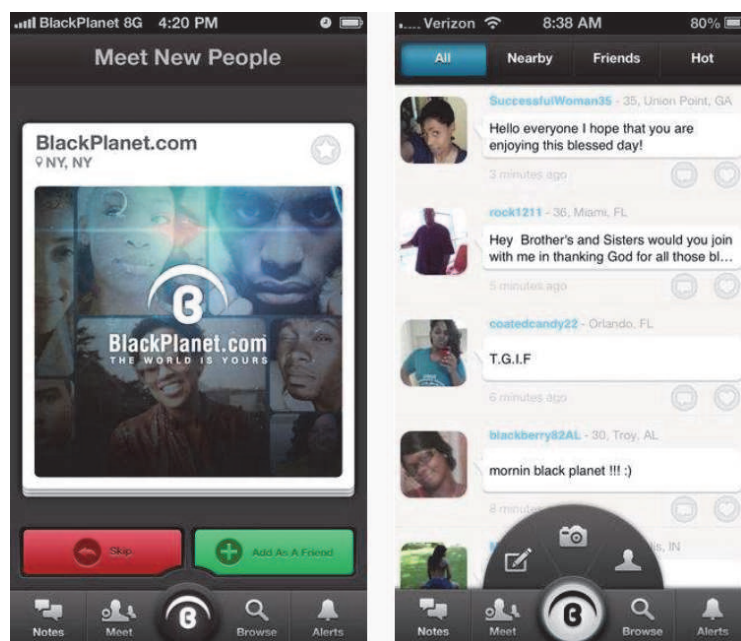 BlackPlanet 8G 4:20 PM
Meet New People
BlackPlanet.com
NY, NY
BlackPlanet.com
THE WORLD IS YOURS
Skip
Add As A Friend
Notes
Meet
Browse
Alerts
Verizon 8:38 AM 80%
All
Nearby
Friends
Hot
SuccessfulWoman35 - 35, Union Point, GA
Hello everyone I hope that you are
enjoying this blessed day!
3 minutes ago
rock1211 - 36, Miami, FL
Hey Brother's and Sisters would you join
with me in thanking God for all those bl...
5 minutes ago
coatedcandy22 - Orlando, FL
T.G.I.F
6 minutes ago
blackberry82AL - 30, Troy, AL
mornin black planet !!! :)
8 minutes
IN
Notes
Meet
Browse
Alerts